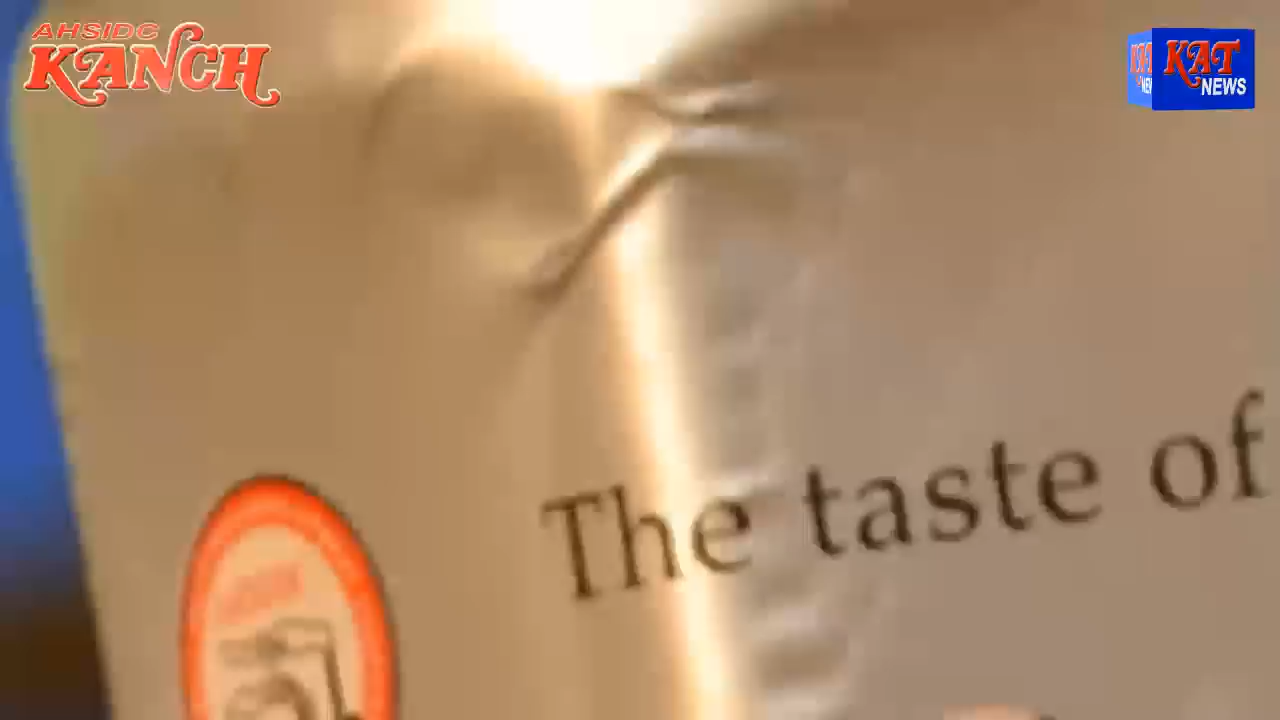 AHSIDC
KANCH
KAT
NEWS
The taste of